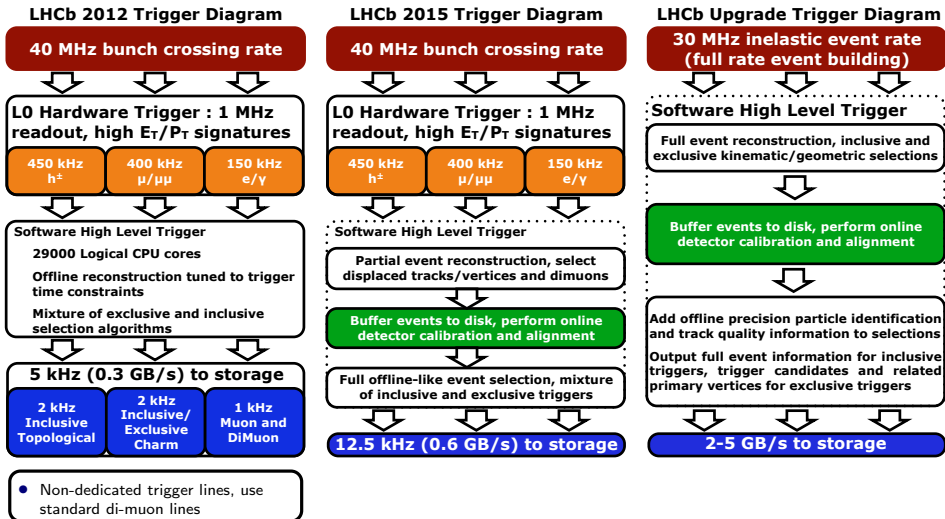 LHCb 2012 Trigger Diagram
40 MHz bunch crossing rate
L0 Hardware Trigger : 1 MHz
readout, high ET/PT signatures
450 kHz
h±
400 kHz
μ/μμ
150 kHz
e/γ
Software High Level Trigger
29000 Logical CPU cores
Offline reconstruction tuned to trigger
time constraints
Mixture of exclusive and inclusive
selection algorithms
5 kHz (0.3 GB/s) to storage
2 kHz
Inclusive
Topological
2 kHz
Inclusive/
Exclusive
Charm
1 kHz
Muon and
DiMuon
Non-dedicated trigger lines, use
standard di-muon lines
LHCb 2015 Trigger Diagram
40 MHz bunch crossing rate
L0 Hardware Trigger : 1 MHz
readout, high ET/PT signatures
450 kHz
h±
400 kHz
μ/μμ
150 kHz
e/γ
Software High Level Trigger
Partial event reconstruction, select
displaced tracks/vertices and dimuons
Buffer events to disk, perform online
detector calibration and alignment
Full offline-like event selection, mixture
of inclusive and exclusive triggers
12.5 kHz (0.6 GB/s) to storage
LHCb Upgrade Trigger Diagram
30 MHz inelastic event rate
(full rate event building)
Software High Level Trigger
Full event reconstruction, inclusive and
exclusive kinematic/geometric selections
Buffer events to disk, perform online
detector calibration and alignment
Add offline precision particle identification
and track quality information to selections
Output full event information for inclusive
triggers, trigger candidates and related
primary vertices for exclusive triggers
2-5 GB/s to storage